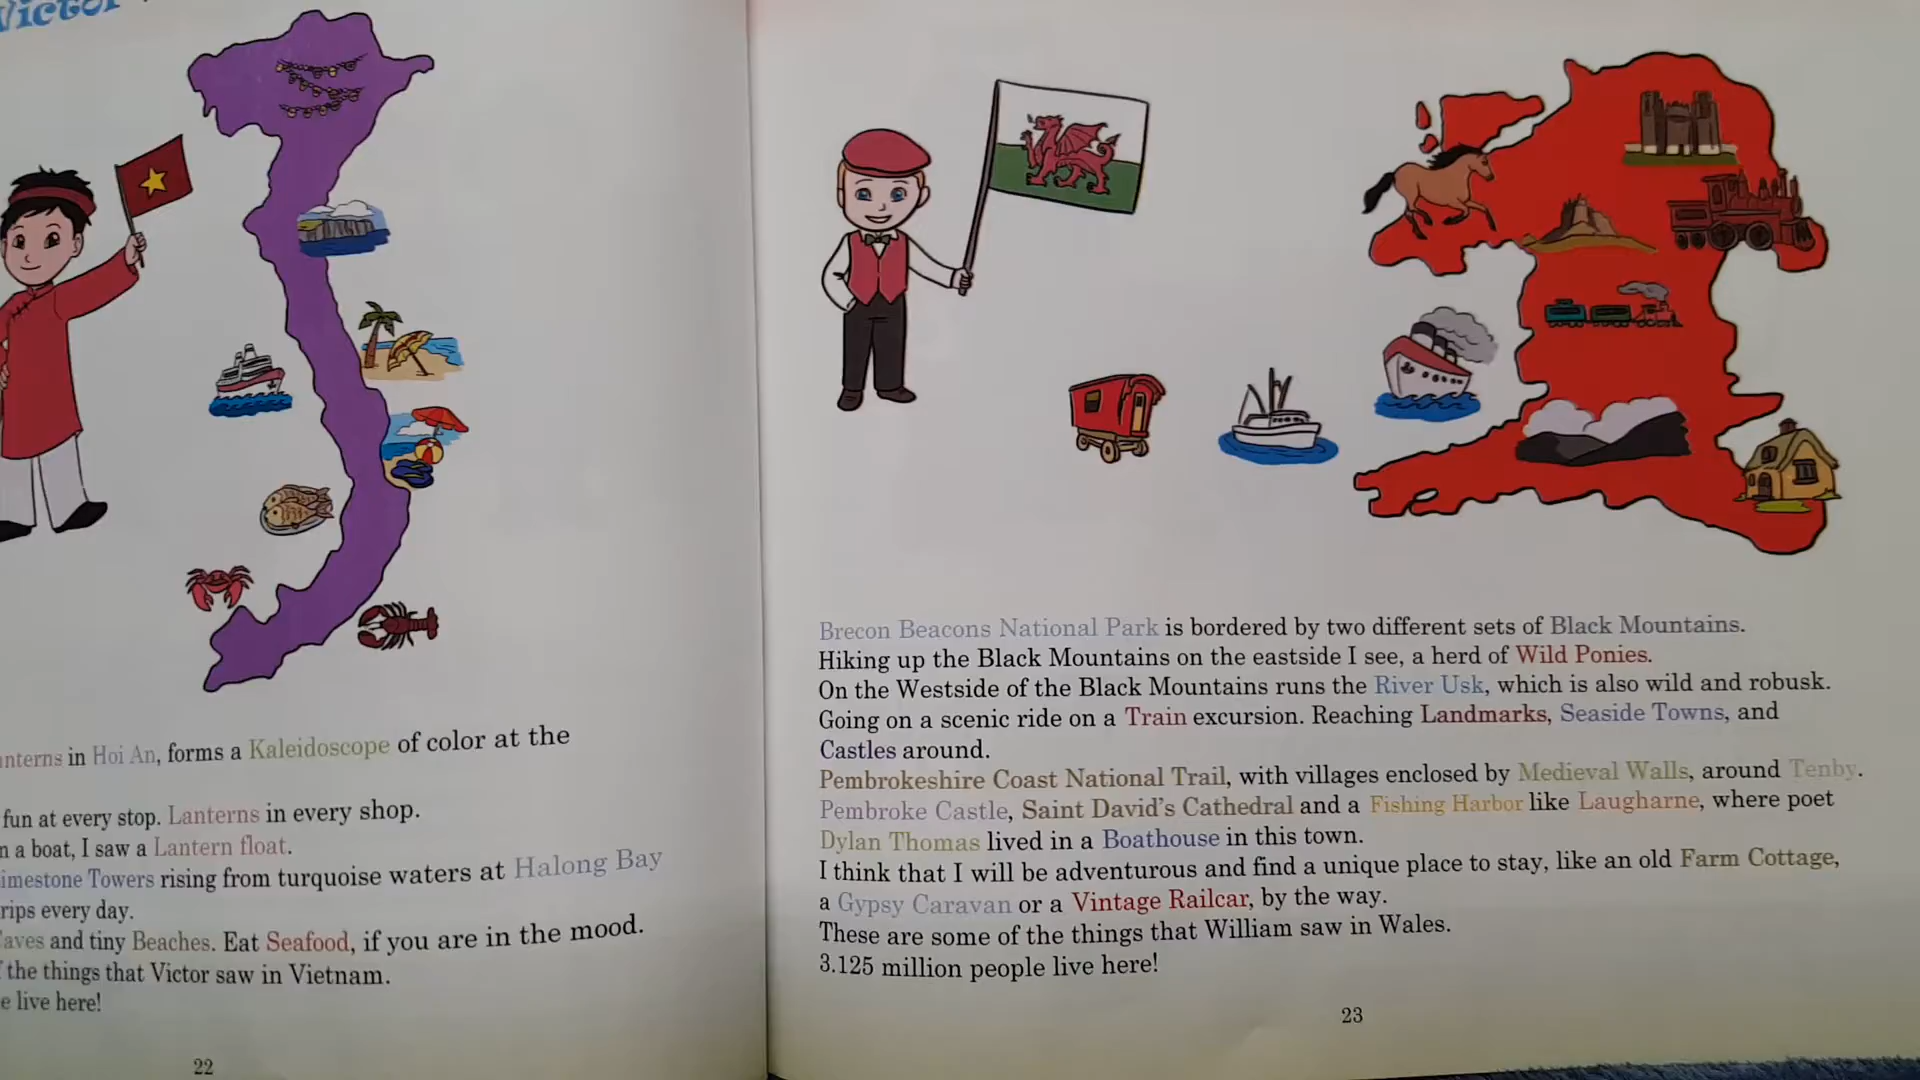 Victor
in Hoi An, forms a Kaleidoscope of color at the
fun at every stop. Lanterns in every shop.
a boat, I saw a Lantern float.
Towers rising from turquoise waters at Halong Bay
every day.
and tiny Beaches. Eat Seafood, if you are in the mood.
the things that Victor saw in Vietnam.
live here!
22
Brecon Beacons National Park is bordered by two different sets of Black Mountains.
Hiking up the Black Mountains on the eastside I see, a herd of Wild Ponies.
On the Westside of the Black Mountains runs the River Usk, which is also wild and robusk.
Going on a scenic ride on a Train excursion. Reaching Landmarks, Seaside Towns, and
Castles around.
Pembrokeshire Coast National Trail, with villages enclosed by Medieval Walls, around Tenby.
Pembroke Castle, Saint David's Cathedral and a Fishing Harbor like Laugharne, where poet
Dylan Thomas lived in a Boathouse in this town.
I think that I will be adventurous and find a unique place to stay, like an old Farm Cottage,
a Gypsy Caravan or a Vintage Railcar, by the way.
These are some of the things that William saw in Wales.
3.125 million people live here!
23